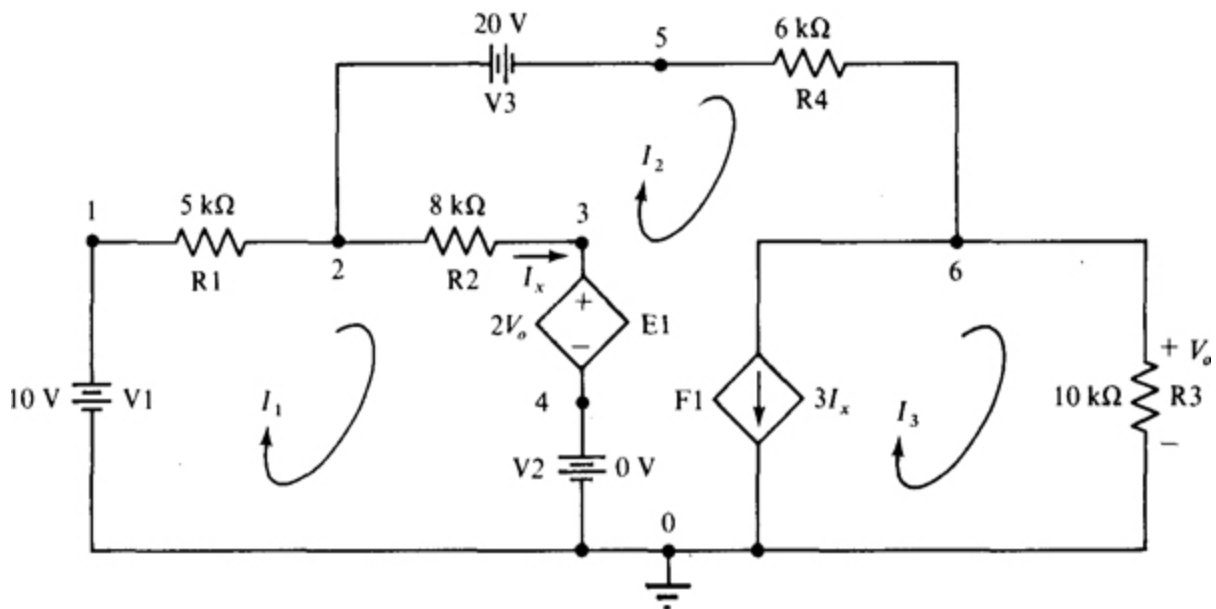 20 V
5
6 kΩ
V3
R4
I₂
1
5 kΩ
8 kΩ
3
R1
2
R2
Iₓ
6
2Vₒ
+
−
E1
+ Vₒ
10 V
V1
I₁
4
F1
3Iₓ
I₃
10 kΩ
R3
−
V2
0 V
0